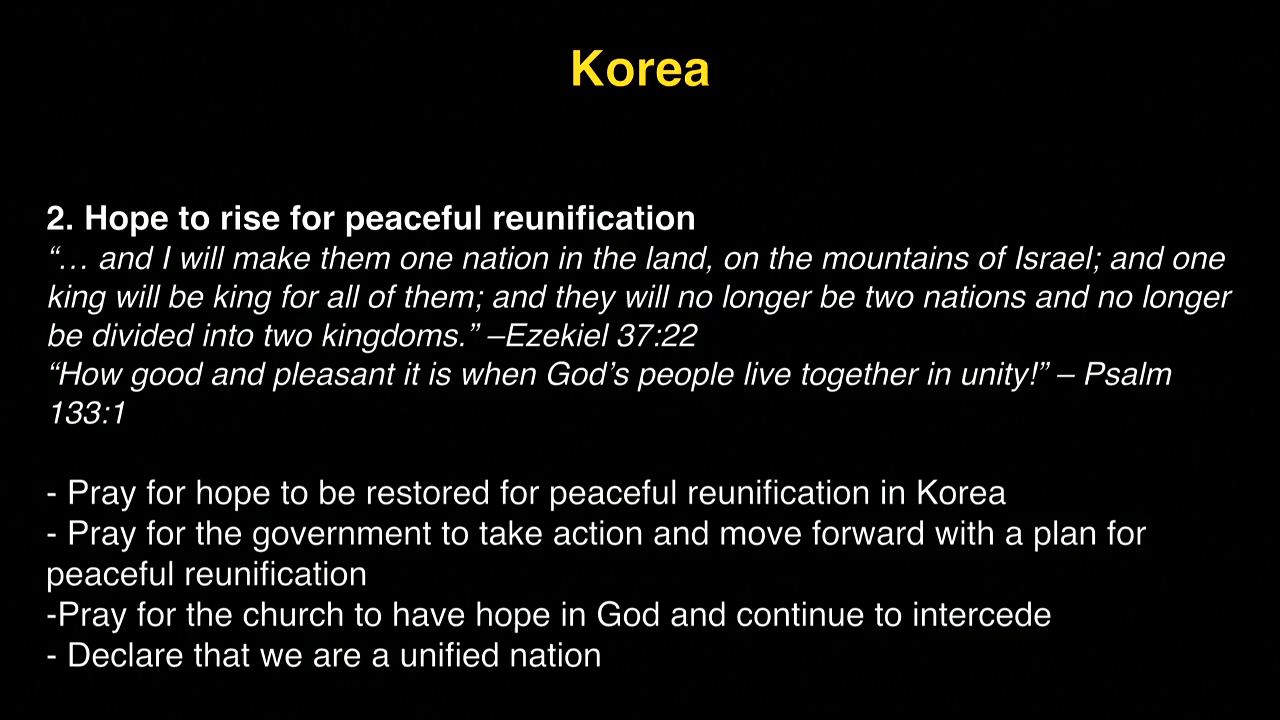 Korea
2. Hope to rise for peaceful reunification
“… and I will make them one nation in the land, on the mountains of Israel; and one
king will be king for all of them; and they will no longer be two nations and no longer
be divided into two kingdoms.” –Ezekiel 37:22
“How good and pleasant it is when God’s people live together in unity!” – Psalm
133:1
- Pray for hope to be restored for peaceful reunification in Korea
- Pray for the government to take action and move forward with a plan for
peaceful reunification
-Pray for the church to have hope in God and continue to intercede
- Declare that we are a unified nation